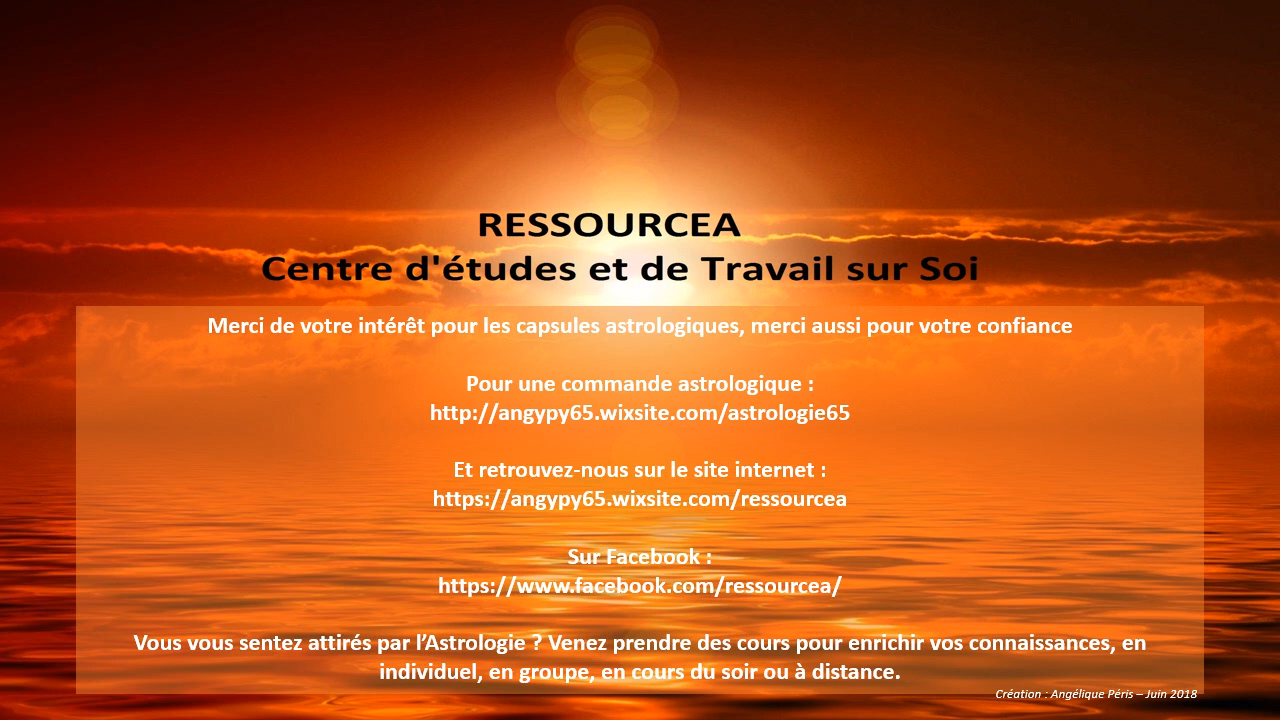 RESSOURCEA
Centre d'études et de Travail sur Soi
Merci de votre intérêt pour les capsules astrologiques, merci aussi pour votre confiance
Pour une commande astrologique :
http://angypy65.wixsite.com/astrologie65
Et retrouvez-nous sur le site internet :
https://angypy65.wixsite.com/ressourcea
Sur Facebook :
https://www.facebook.com/ressourcea/
Vous vous sentez attirés par l’Astrologie ? Venez prendre des cours pour enrichir vos connaissances, en
individuel, en groupe, en cours du soir ou à distance.
Création : Angélique Péris – Juin 2018